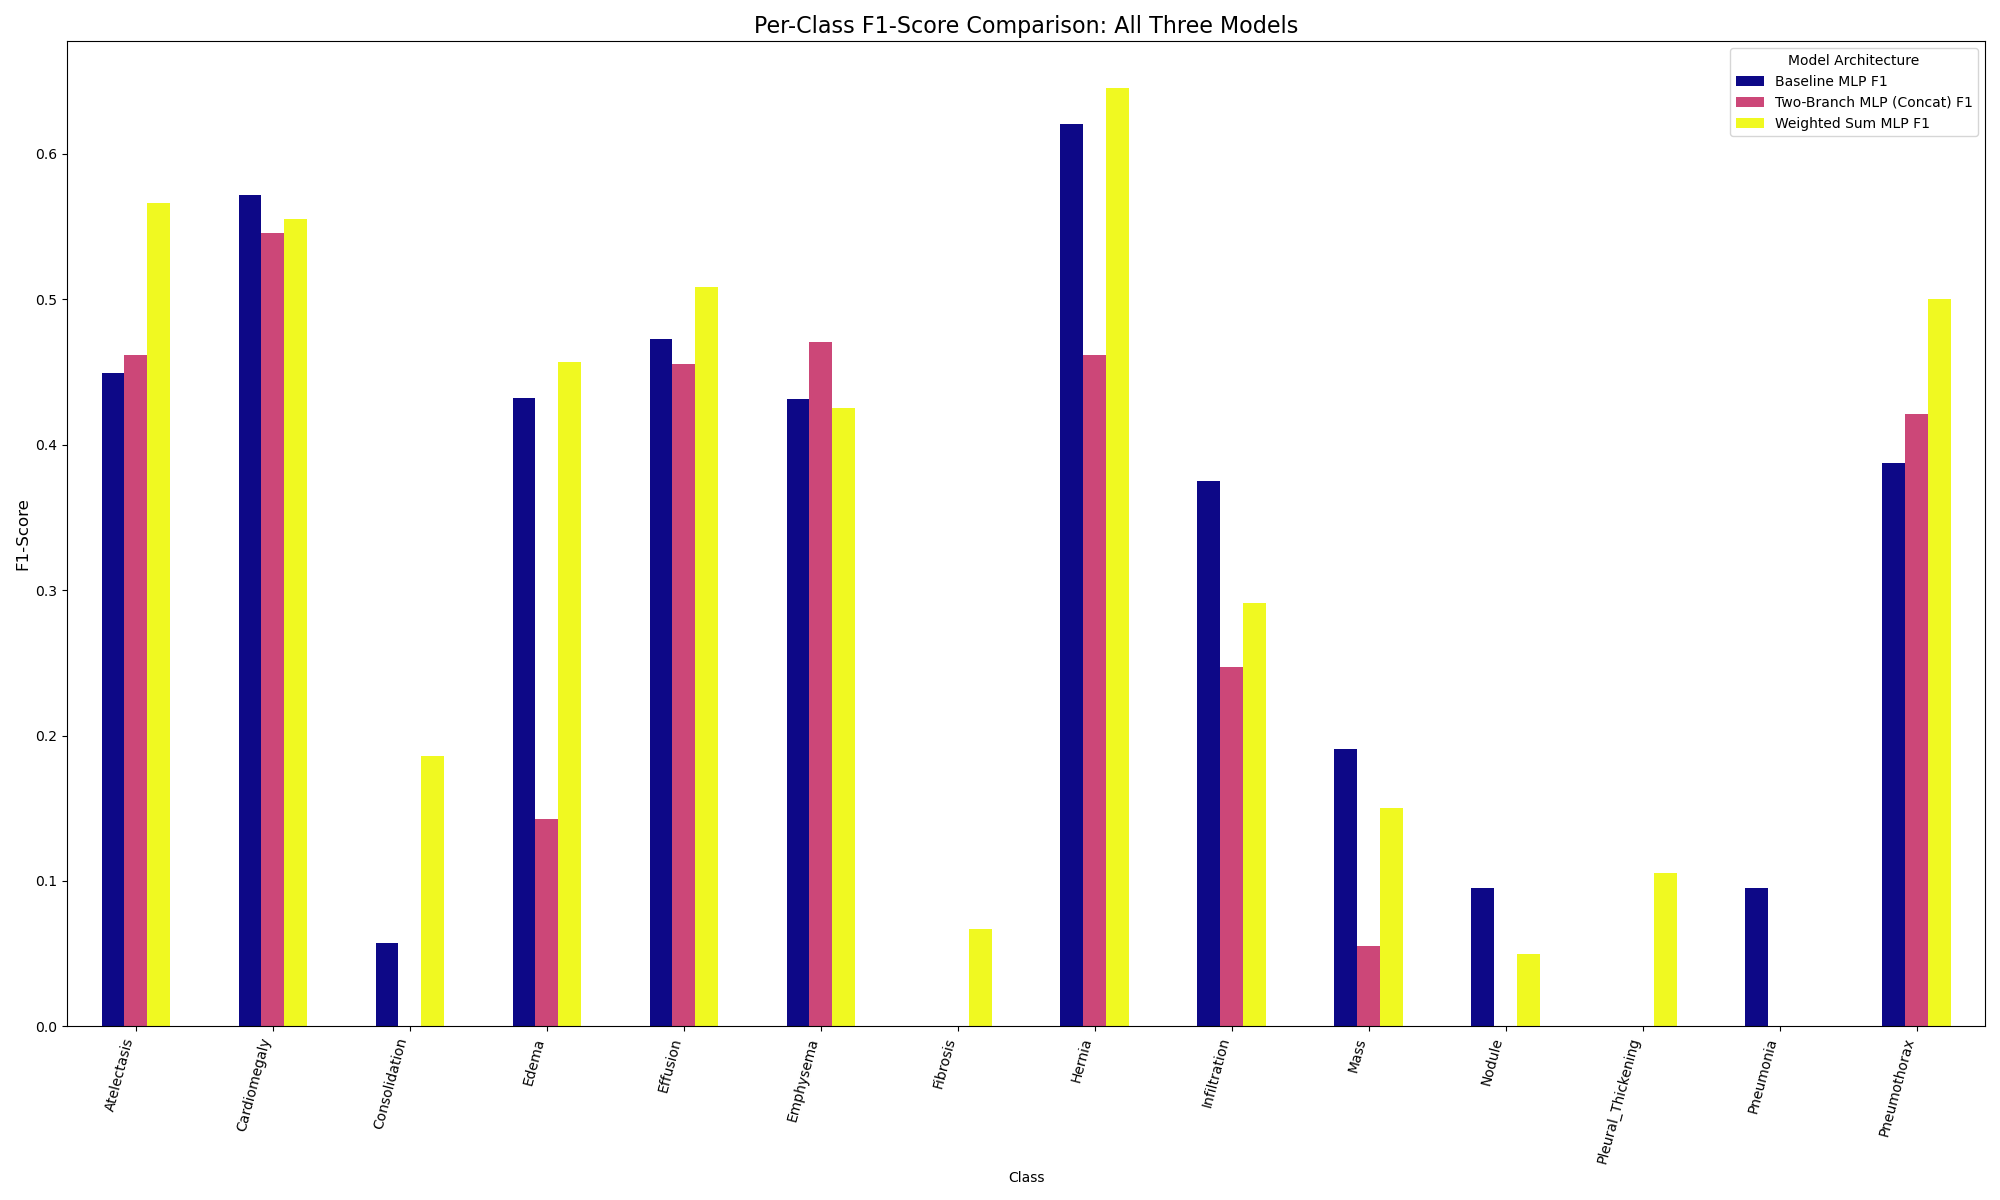 Per-Class F1-Score Comparison: All Three Models
Model Architecture
Baseline MLP F1
Two-Branch MLP (Concat) F1
Weighted Sum MLP F1
F1-Score
0.6
0.5
0.4
0.3
0.2
0.1
0.0
Atelectasis
Cardiomegaly
Consolidation
Edema
Effusion
Emphysema
Fibrosis
Hernia
Infiltration
Mass
Nodule
Pleural_Thickening
Pneumonia
Pneumothorax
Class